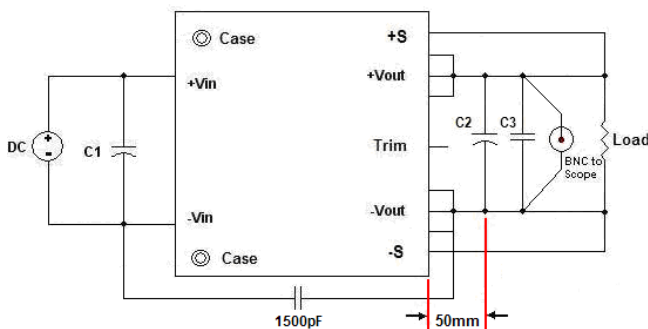 Case
+S
+Vin
+Vout
DC
+
-
C1
C2
C3
Trim
BNC to
Scope
Load
-Vin
-Vout
Case
-S
1500pF
50mm